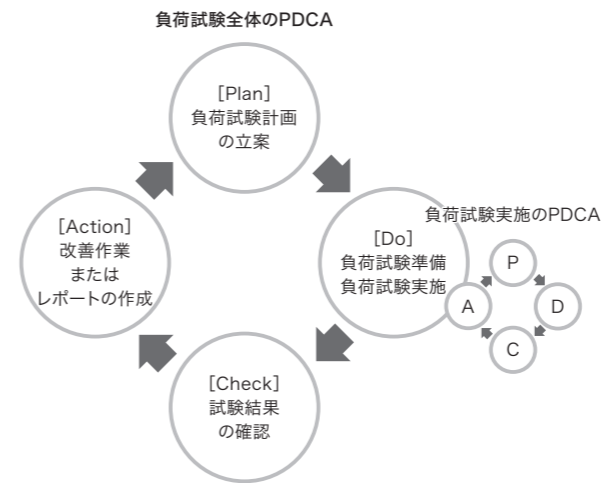 負荷試験全体のPDCA
[Plan]
負荷試験計画
の立案
[Do]
負荷試験準備
負荷試験実施
負荷試験実施のPDCA
P
D
C
A
[Check]
試験結果
の確認
[Action]
改善作業
または
レポートの作成